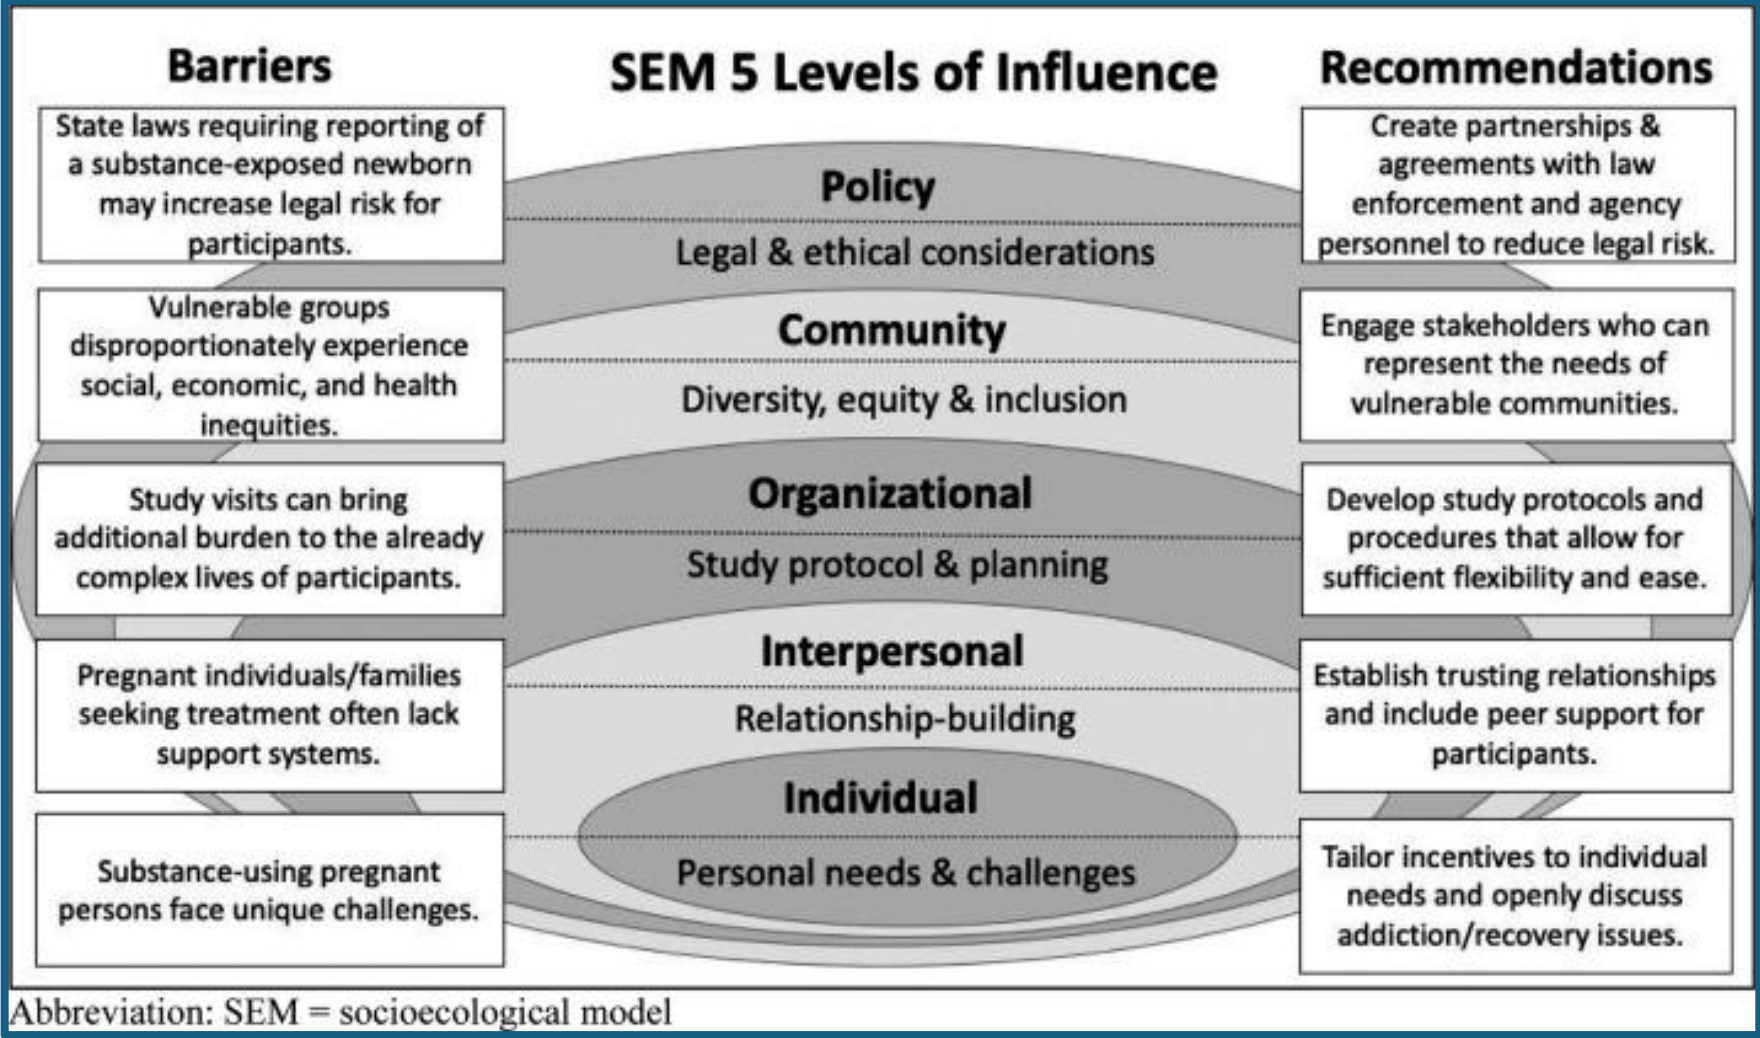 Barriers
SEM 5 Levels of Influence
Recommendations
State laws requiring reporting of
a substance-exposed newborn
may increase legal risk for
participants.
Policy
Legal & ethical considerations
Create partnerships &
agreements with law
enforcement and agency
personnel to reduce legal risk.
Vulnerable groups
disproportionately experience
social, economic, and health
inequities.
Community
Diversity, equity & inclusion
Engage stakeholders who can
represent the needs of
vulnerable communities.
Study visits can bring
additional burden to the already
complex lives of participants.
Organizational
Study protocol & planning
Develop study protocols and
procedures that allow for
sufficient flexibility and ease.
Pregnant individuals/families
seeking treatment often lack
support systems.
Interpersonal
Relationship-building
Establish trusting relationships
and include peer support for
participants.
Substance-using pregnant
persons face unique challenges.
Individual
Personal needs & challenges
Tailor incentives to individual
needs and openly discuss
addiction/recovery issues.
Abbreviation: SEM = socioecological model